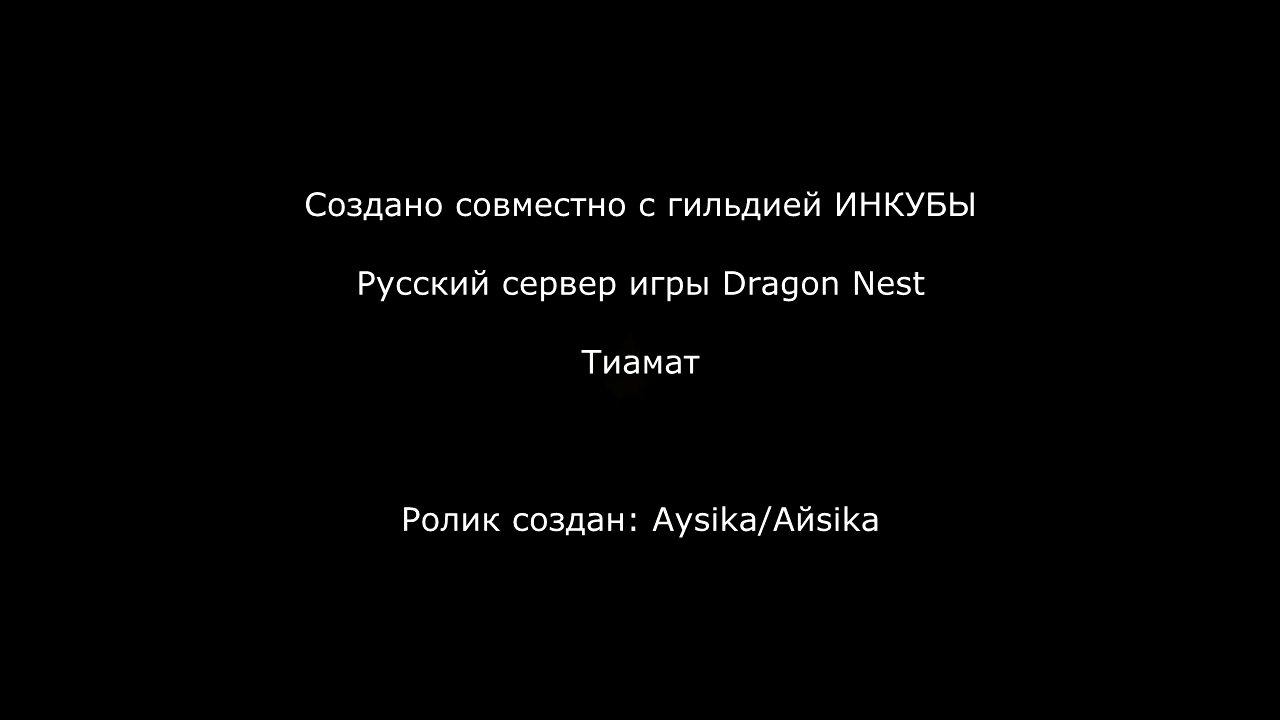 Создано совместно с гильдией ИНКУБЫ
Русский сервер игры Dragon Nest
Тиамат
Ролик создан: Aysika/Айsika